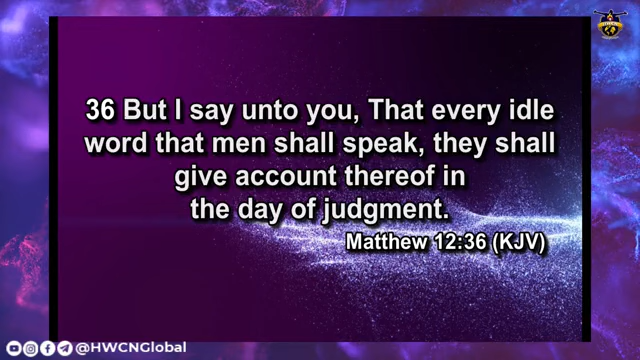 36 But I say unto you, That every idle
word that men shall speak, they shall
give account thereof in
the day of judgment.
Matthew 12:36 (KJV)
@HWCNGlobal